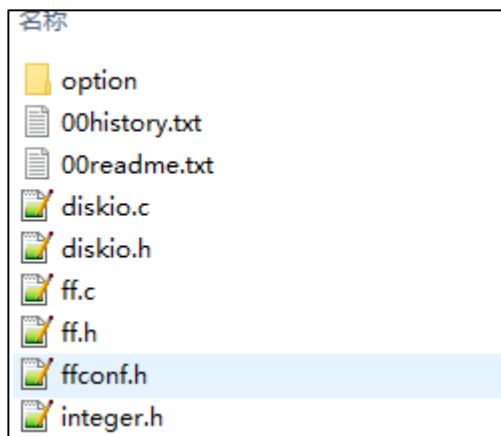 名称
option
00history.txt
00readme.txt
diskio.c
diskio.h
ff.c
ff.h
ffconf.h
integer.h